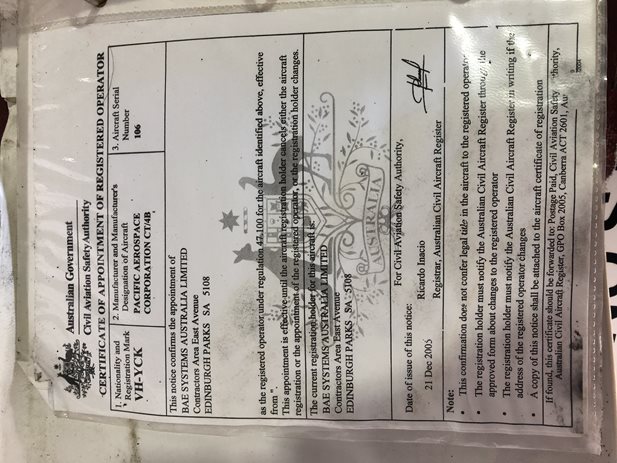 Australian Government
Civil Aviation Safety Authority
CERTIFICATE OF APPOINTMENT OF REGISTERED OPERATOR
1. Nationality and
Registration Mark
VH-YCK
2. Manufacturer and Manufacturer's
Designation of Aircraft
PACIFIC AEROSPACE
CORPORATION CT/4B
3. Aircraft Serial
Number
106
This notice confirms the appointment of
BAE SYSTEMS AUSTRALIA LIMITED
Contractors Area East Avenue
EDINBURGH PARKS SA 5108
as the registered operator under regulation 47.100 for the aircraft identified above, effective
from "
This appointment is effective until the aircraft registration holder cancels either the aircraft
registration or the appointment of the registered operator, or the registration holder changes.
The current registration holder for this aircraft is:
BAE SYSTEMS AUSTRALIA LIMITED
Contractors Area East Avenue
EDINBURGH PARKS SA 5108
AUSTRALIA
For Civil Aviation Safety Authority,
Date of issue of this notice:
21 Dec 2005
Ricardo Inacio
Registrar, Australian Civil Aircraft Register
Note:
• This confirmation does not confer legal title in the aircraft to the registered operator
• The registration holder must notify the Australian Civil Aircraft Register through the
approved form about changes to the registered operator
• The registration holder must notify the Australian Civil Aircraft Register in writing if the
address of the registered operator changes
• A copy of this notice shall be attached to the aircraft certificate of registration
If found, this certificate should be forwarded to: Postage Paid, Civil Aviation Safety thority,
Australian Civil Aircraft Register, GPO Box 2005, Canberra ACT 2601, Au